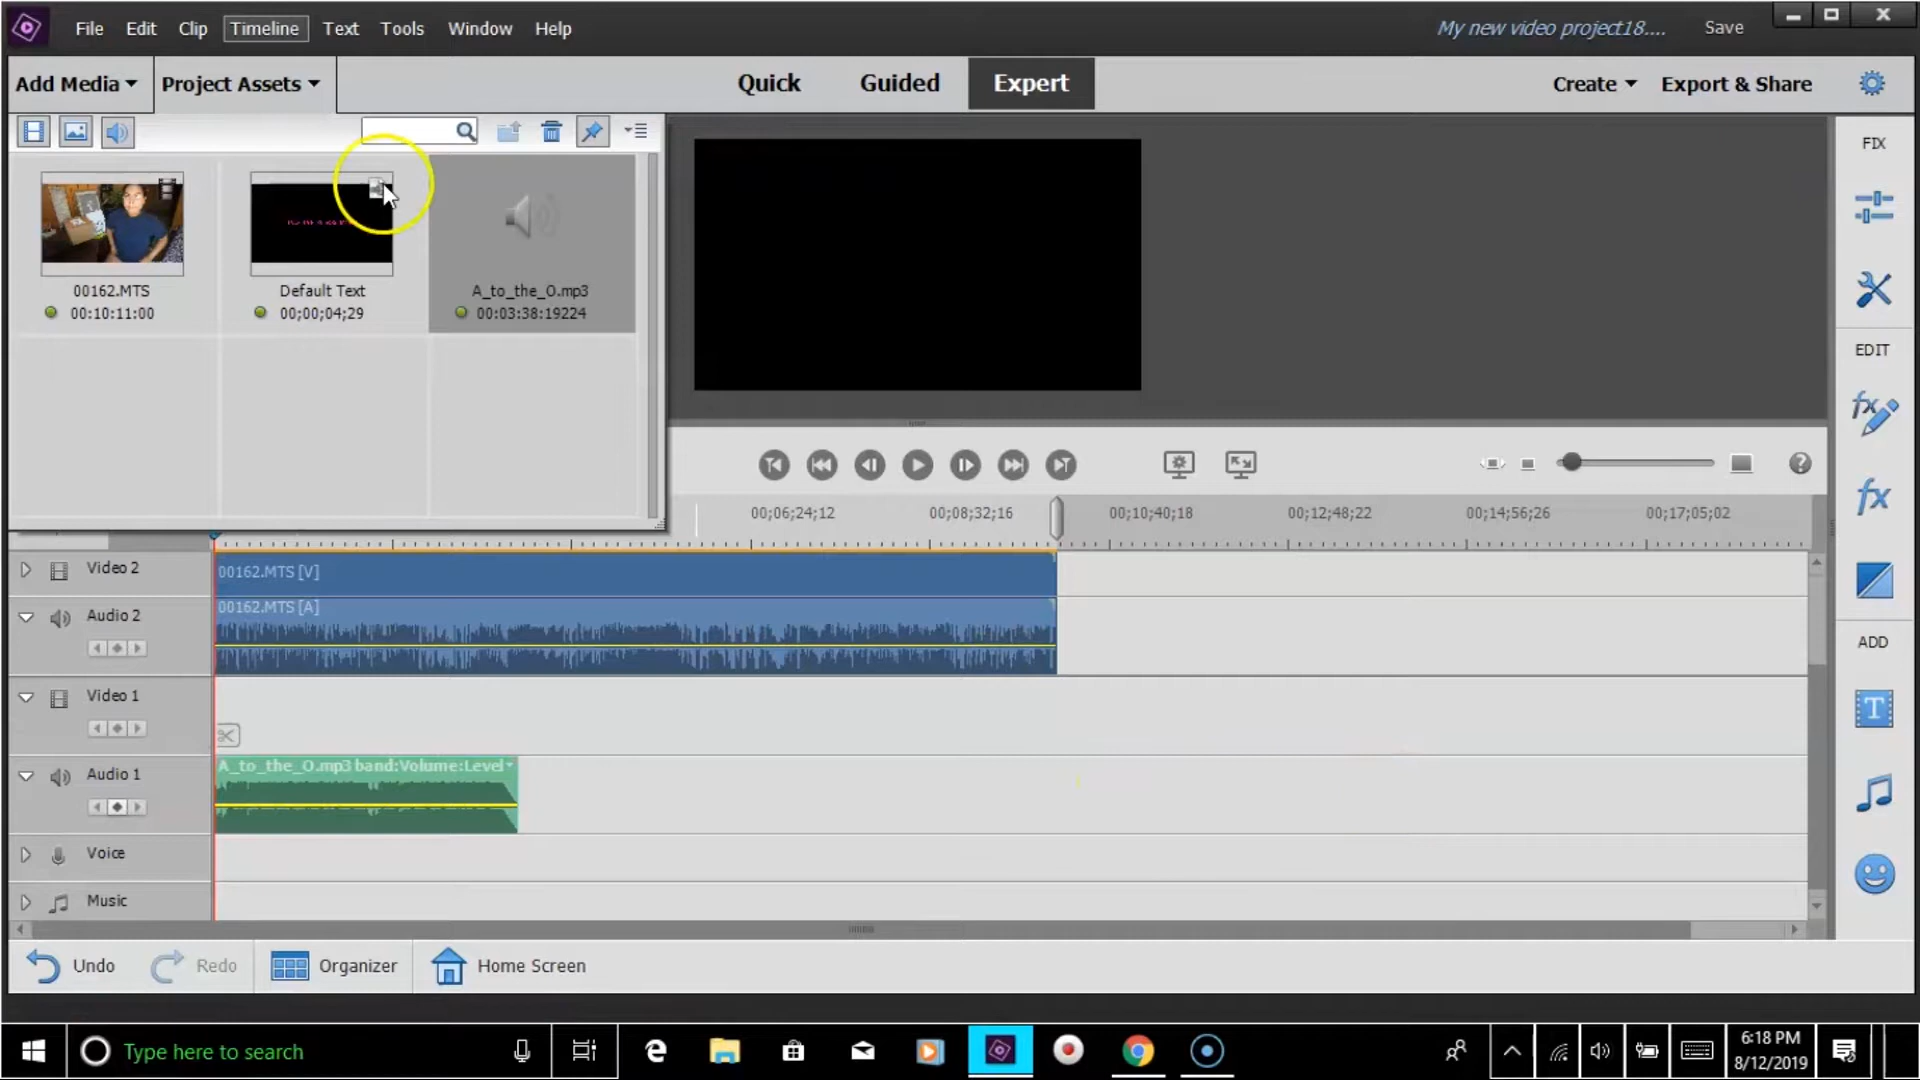 File Edit Clip Timeline Text Tools Window Help
My new video project18....
Save
Add Media
Project Assets
Quick
Guided
Expert
Create
Export & Share
FIX
00162.MTS
00:10:11:00
Default Text
00;00;04;29
A_to_the_O.mp3
00:03:38:19224
EDIT
fx
fx
00;06;24;12
00;08;32;16
00;10;40;18
00;12;48;22
00;14;56;26
00;17;05;02
Video 2
00162.MTS [V]
Audio 2
00162.MTS [A]
ADD
T
Video 1
Audio 1
A_to_the_O.mp3 band:Volume:Level
Voice
Music
Undo
Redo
Organizer
Home Screen
Type here to search
6:18 PM
8/12/2019